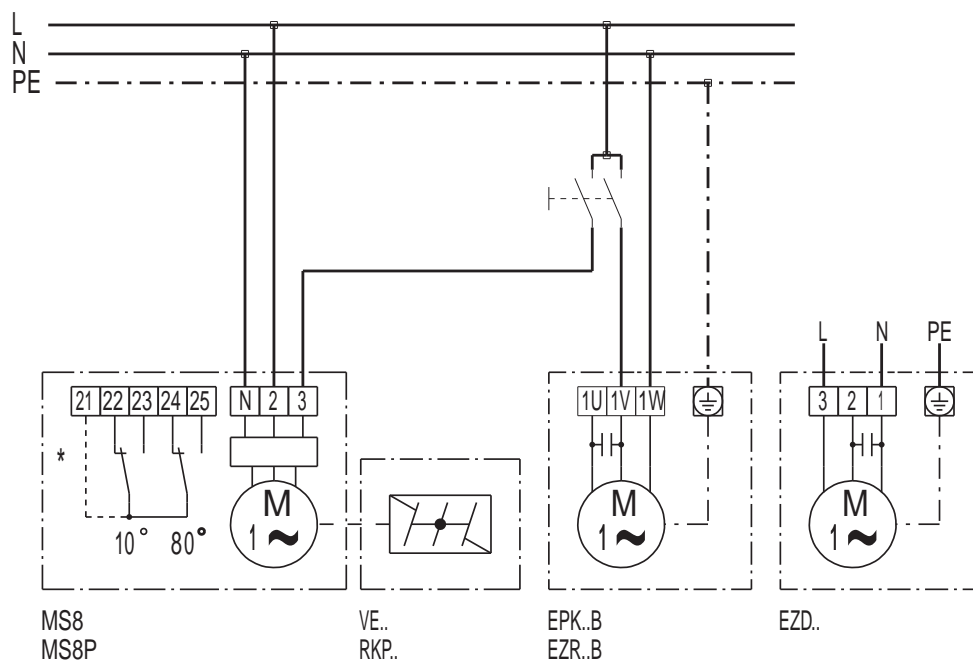 L
N
PE
L N PE
21 22 23 24 25 N 2 3
1U 1V 1W
3 2 1
*
M
1 ~
M
1 ~
M
1 ~
10° 80°
MS8
MS8P
VE..
RKP..
EPK..B
EZR..B
EZD..